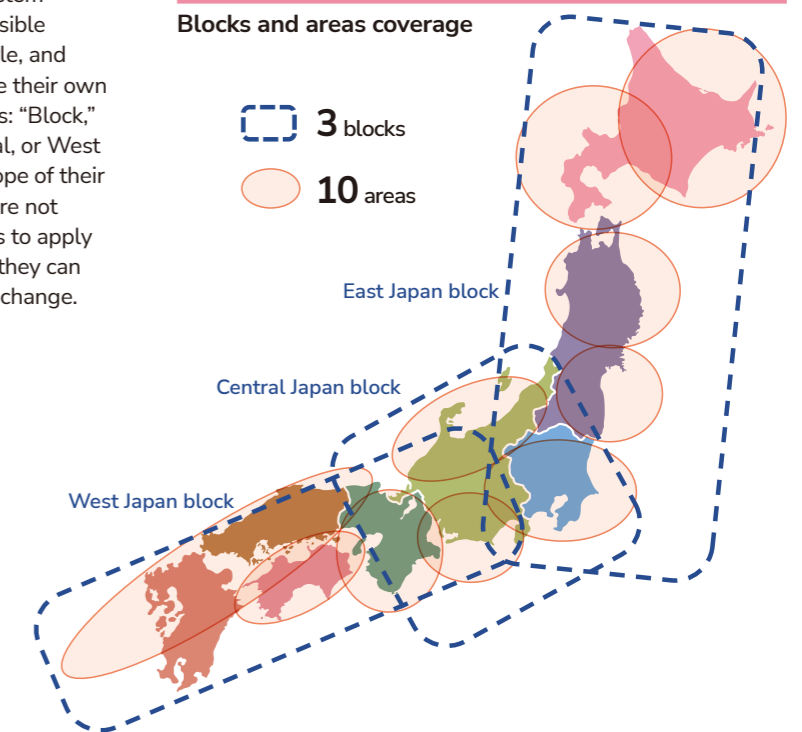 stem
sible
le, and
e their own
s: “Block,”
al, or West
ope of their
re not
s to apply
they can
change.
Blocks and areas coverage
3 blocks
10 areas
East Japan block
Central Japan block
West Japan block